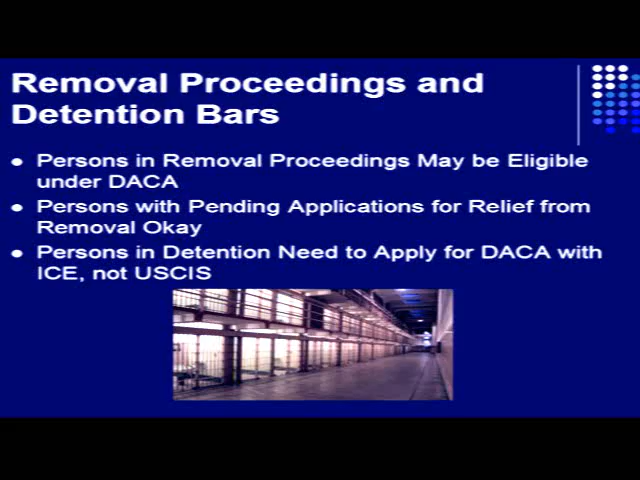 Removal Proceedings and
Detention Bars
Persons in Removal Proceedings May be Eligible
under DACA
Persons with Pending Applications for Relief from
Removal Okay
Persons in Detention Need to Apply for DACA with
ICE, not USCIS